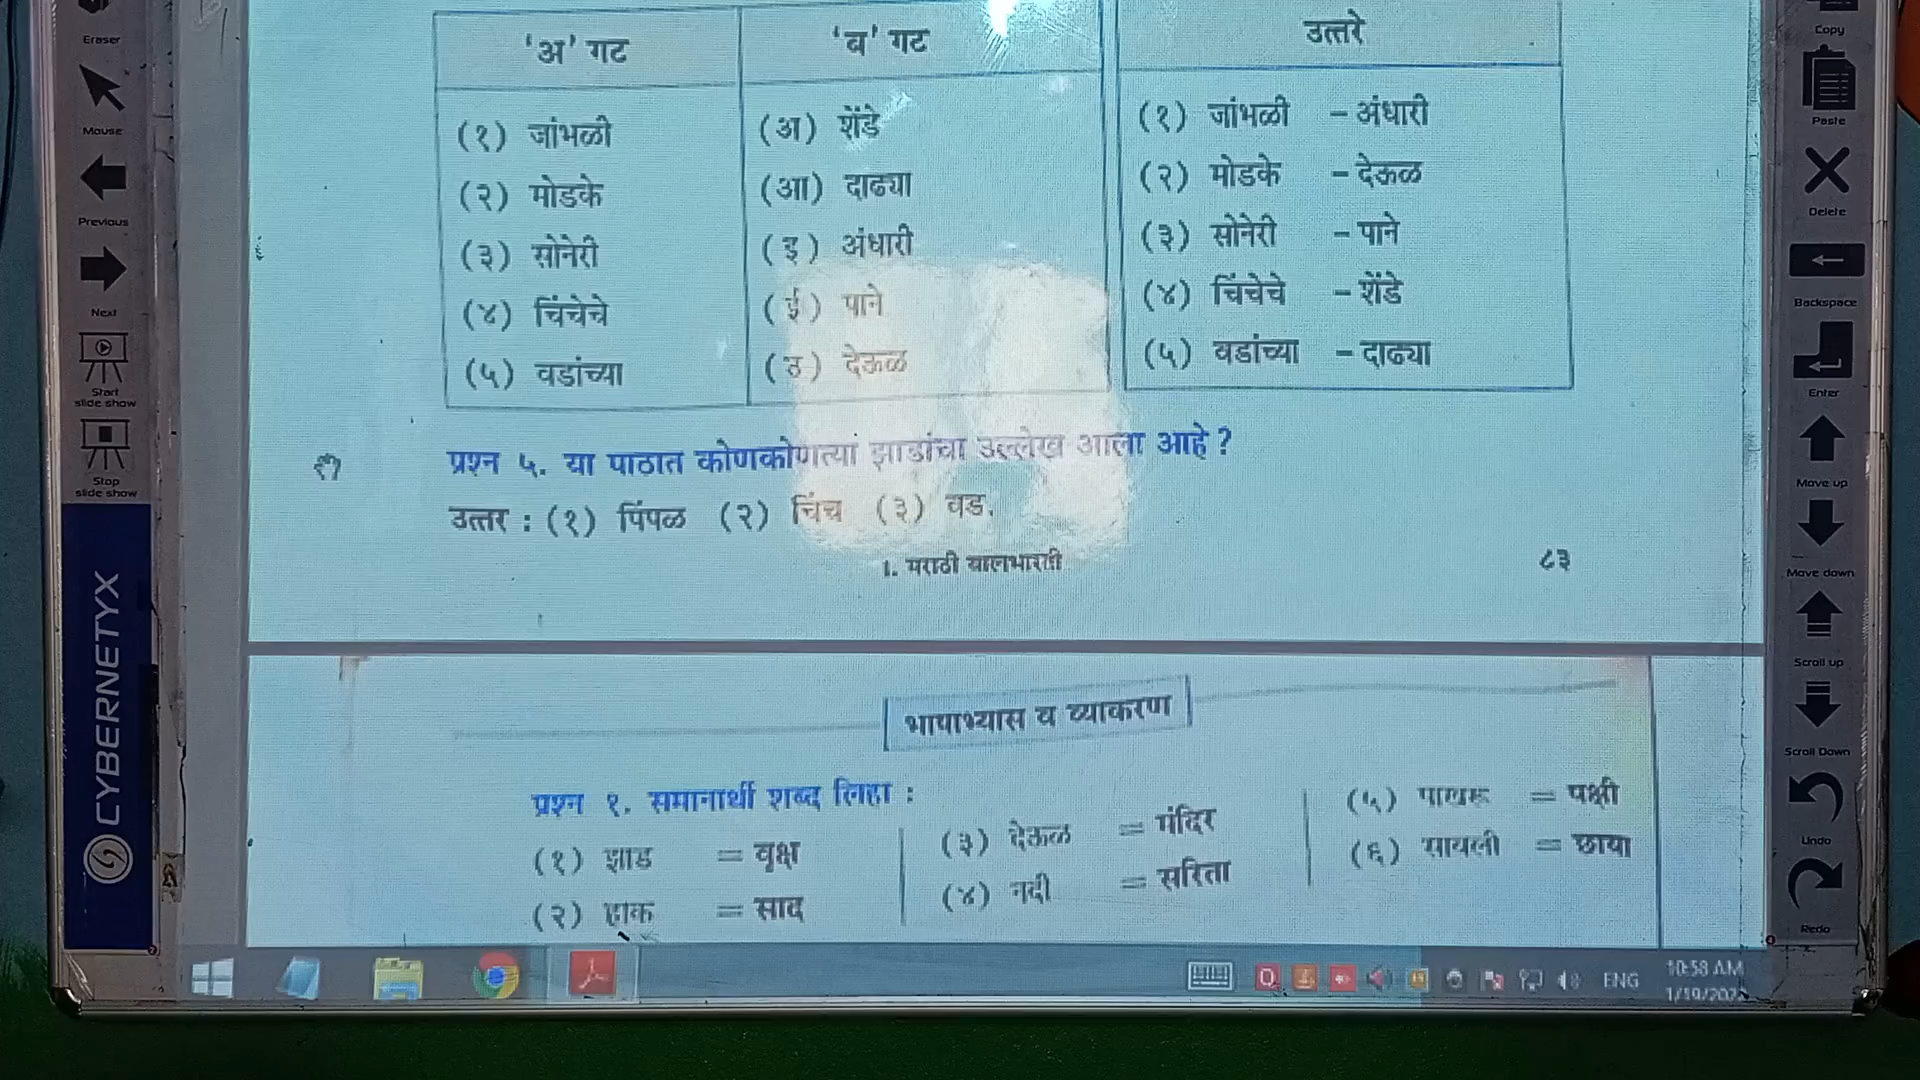 'अ' गट
'ब' गट
उत्तरे
(१) जांभळी
(२) मोडके
(३) सोनेरी
(४) चिंचेचे
(५) वडांच्या
(अ) शेंडे
(आ) दाढ्या
(इ) अंधारी
(ई) पाने
(उ) देऊळ
(१) जांभळी – अंधारी
(२) मोडके – देऊळ
(३) सोनेरी – पाने
(४) चिंचेचे – शेंडे
(५) वडांच्या – दाढ्या
प्रश्न ५. या पाठात कोणकोणत्या झाडांचा उल्लेख आला आहे ?
उत्तर : (१) पिंपळ (२) चिंच (३) वड.
1. मराठी बालभारती
८३
भाषाभ्यास व व्याकरण
प्रश्न १. समानार्थी शब्द लिहा :
(१) झाड = वृक्ष
(२) हाक = साद
(३) देऊळ = मंदिर
(४) नदी = सरिता
(५) पाखरू = पक्षी
(६) सावली = छाया
Eraser
Mouse
Previous
Next
Start
slide show
Stop
slide show
CYBERNETYX
Copy
Paste
Delete
Backspace
Enter
Move up
Move down
Scroll up
Scroll Down
Undo
Redo
ENG
10:58 AM